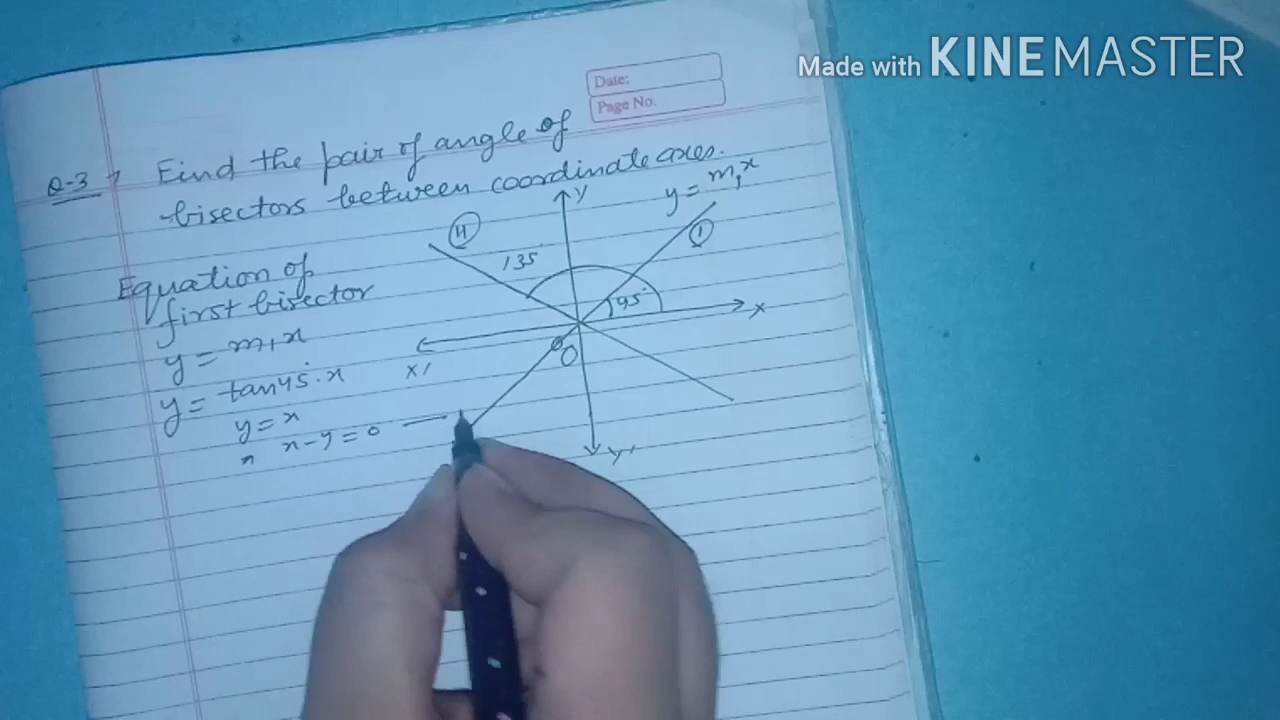 Made with KINEMASTER
Date:
Page No.
Q-3 Find the pair of angle of
bisectors between coordinate axes.
y = m₁x
Y
II
I
135°
45°
X
X'
O
Y'
Equation of
first bisector
y = m₁x
y = tan45°.x
y = x
x x-y=0 —